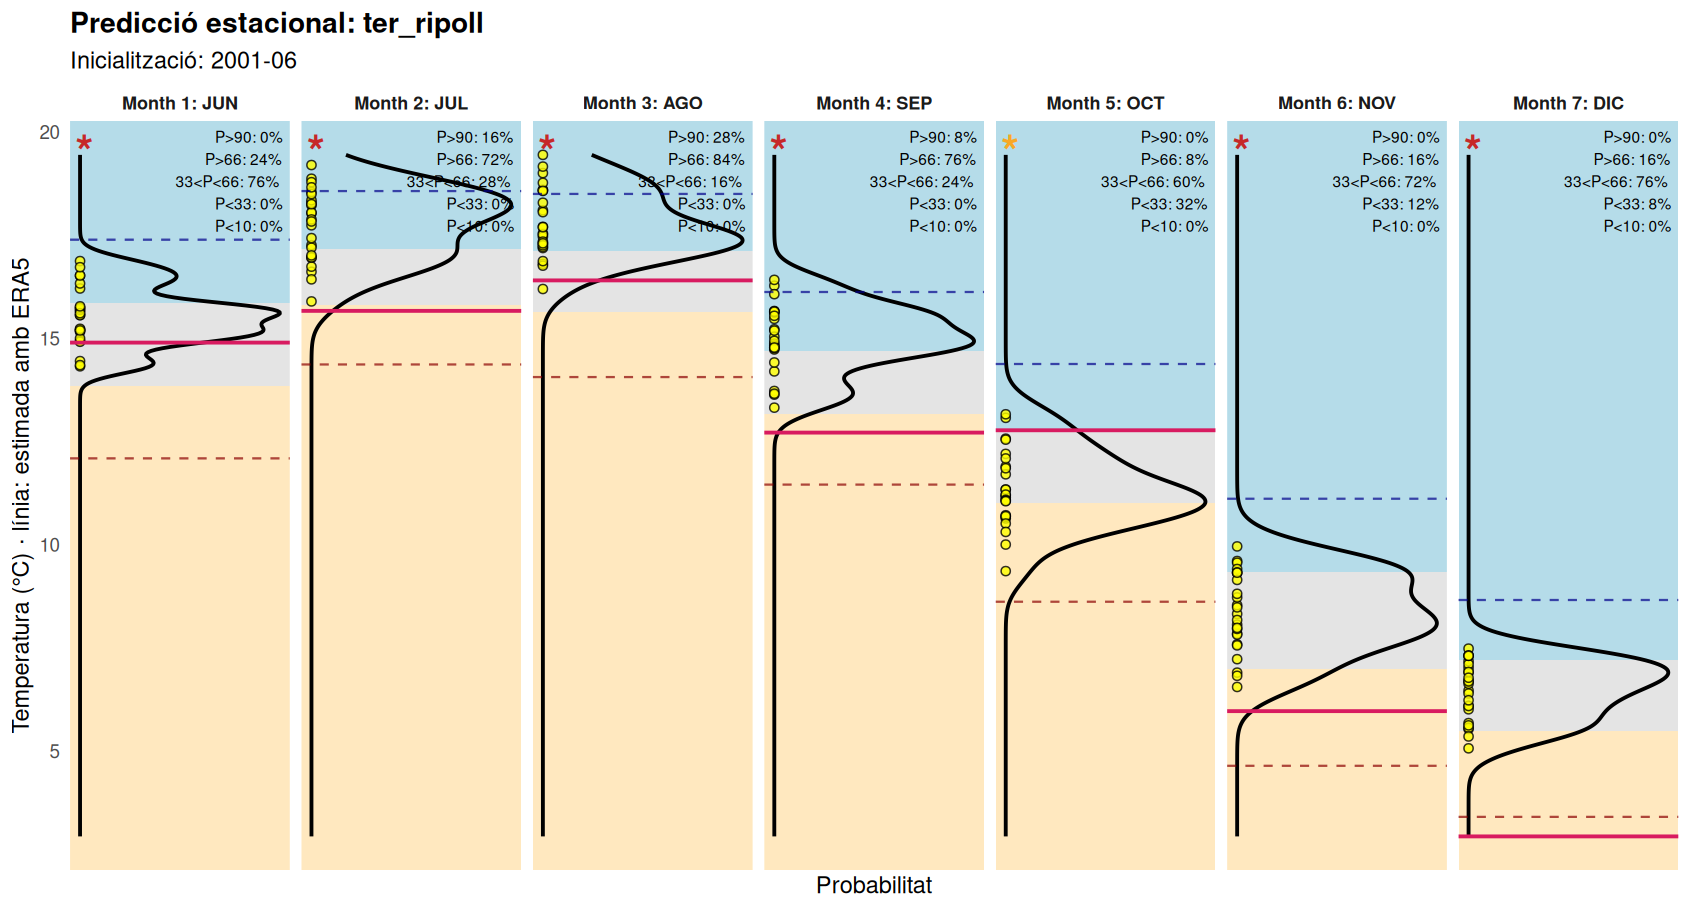 Predicció estacional: ter_ripoll
Inicialització: 2001-06
Month 1: JUN
Month 2: JUL
Month 3: AGO
Month 4: SEP
Month 5: OCT
Month 6: NOV
Month 7: DIC
Temperatura (°C) · línia: estimada amb ERA5
20
15
10
5
*
P>90: 0%
P>66: 24%
33<P<66: 76%
P<33: 0%
P<10: 0%
*
P>90: 16%
P>66: 72%
33<P<66: 28%
P<33: 0%
P<10: 0%
*
P>90: 28%
P>66: 84%
33<P<66: 16%
P<33: 0%
P<10: 0%
*
P>90: 8%
P>66: 76%
33<P<66: 24%
P<33: 0%
P<10: 0%
*
P>90: 0%
P>66: 8%
33<P<66: 60%
P<33: 32%
P<10: 0%
*
P>90: 0%
P>66: 16%
33<P<66: 72%
P<33: 12%
P<10: 0%
*
P>90: 0%
P>66: 16%
33<P<66: 76%
P<33: 8%
P<10: 0%
Probabilitat